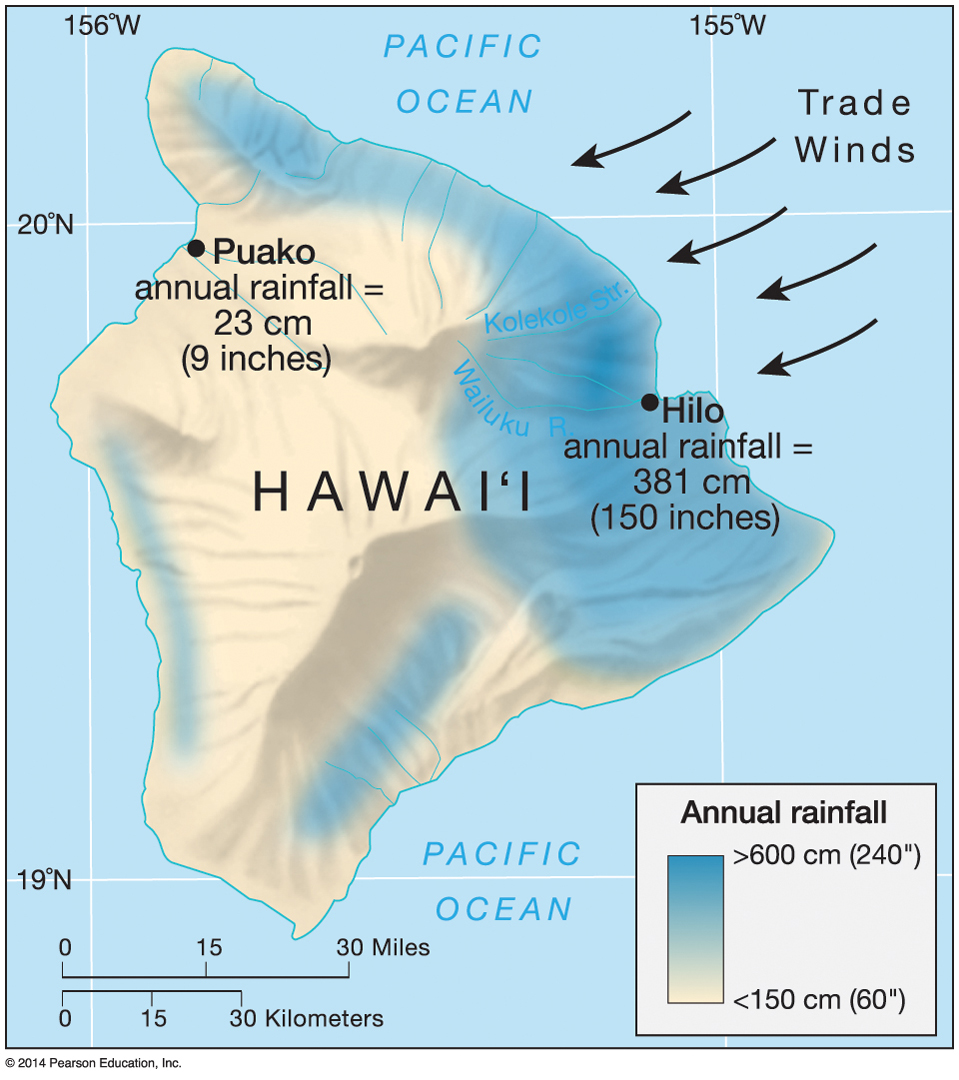 156°W
155°W
PACIFIC
OCEAN
Trade
Winds
20°N
Puako
annual rainfall =
23 cm
(9 inches)
Kolekole Str.
Wailuku R.
Hilo
annual rainfall =
381 cm
(150 inches)
HAWAI‘I
PACIFIC
OCEAN
19°N
0 15 30 Miles
0 15 30 Kilometers
Annual rainfall
>600 cm (240")
<150 cm (60")
© 2014 Pearson Education, Inc.